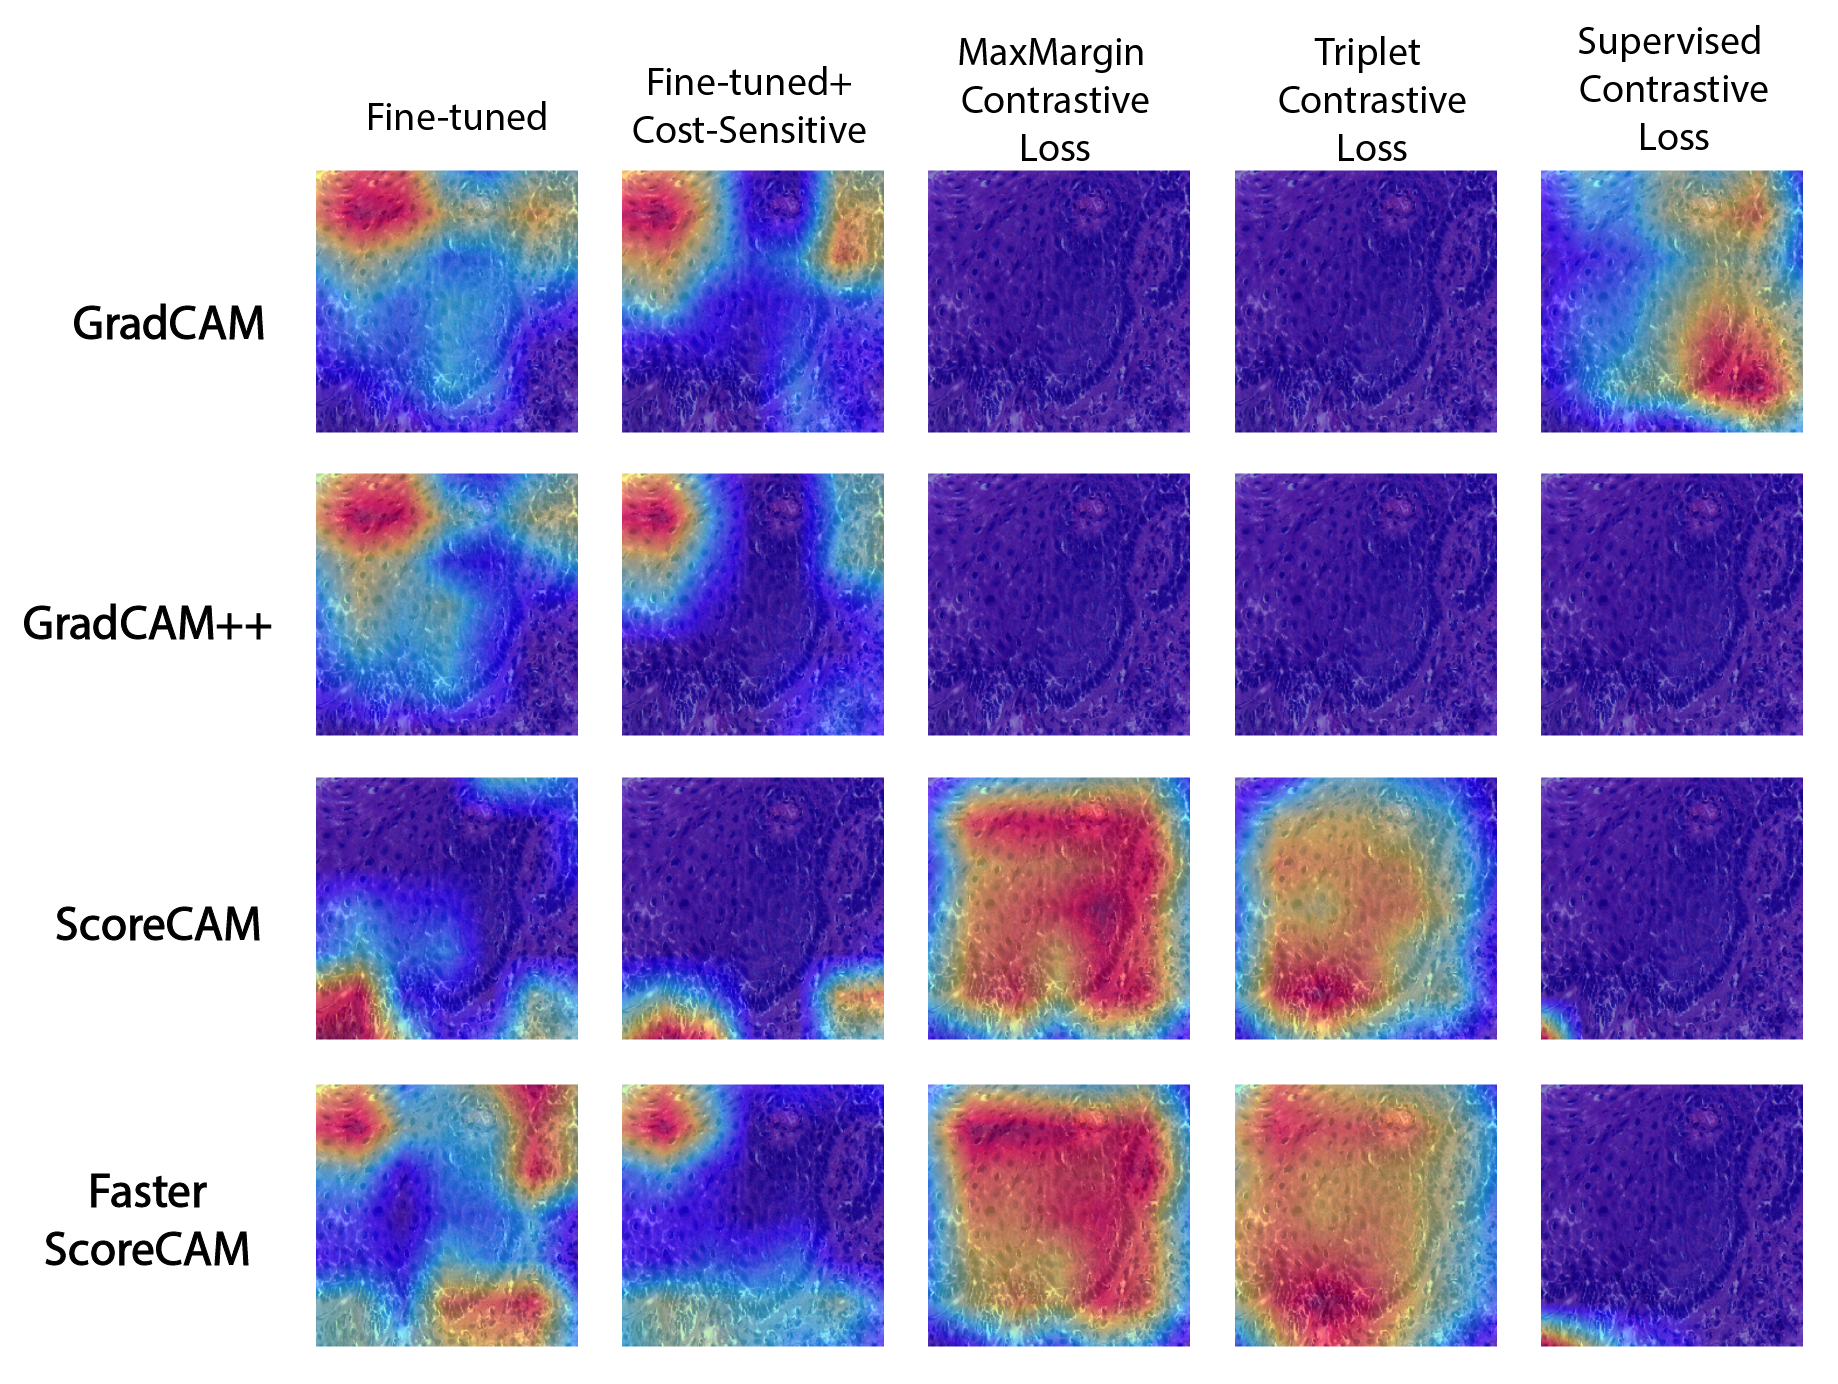 Fine-tuned
Fine-tuned+
Cost-Sensitive
MaxMargin
Contrastive
Loss
Triplet
Contrastive
Loss
Supervised
Contrastive
Loss
GradCAM
GradCAM++
ScoreCAM
Faster
ScoreCAM